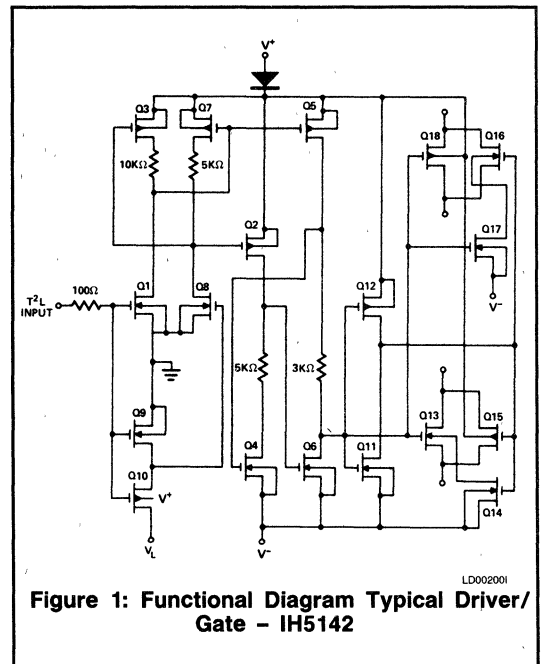 V+
Q3
Q7
Q5
Q18
Q16
10KΩ
5KΩ
Q2
Q17
Q12
100Ω
Q1
Q8
T²L
INPUT
V-
5KΩ
3KΩ
Q9
Q13
Q15
Q4
Q6
Q11
Q10
V+
Q14
VL
V-
LD00200I
Figure 1: Functional Diagram Typical Driver/
Gate – IH5142